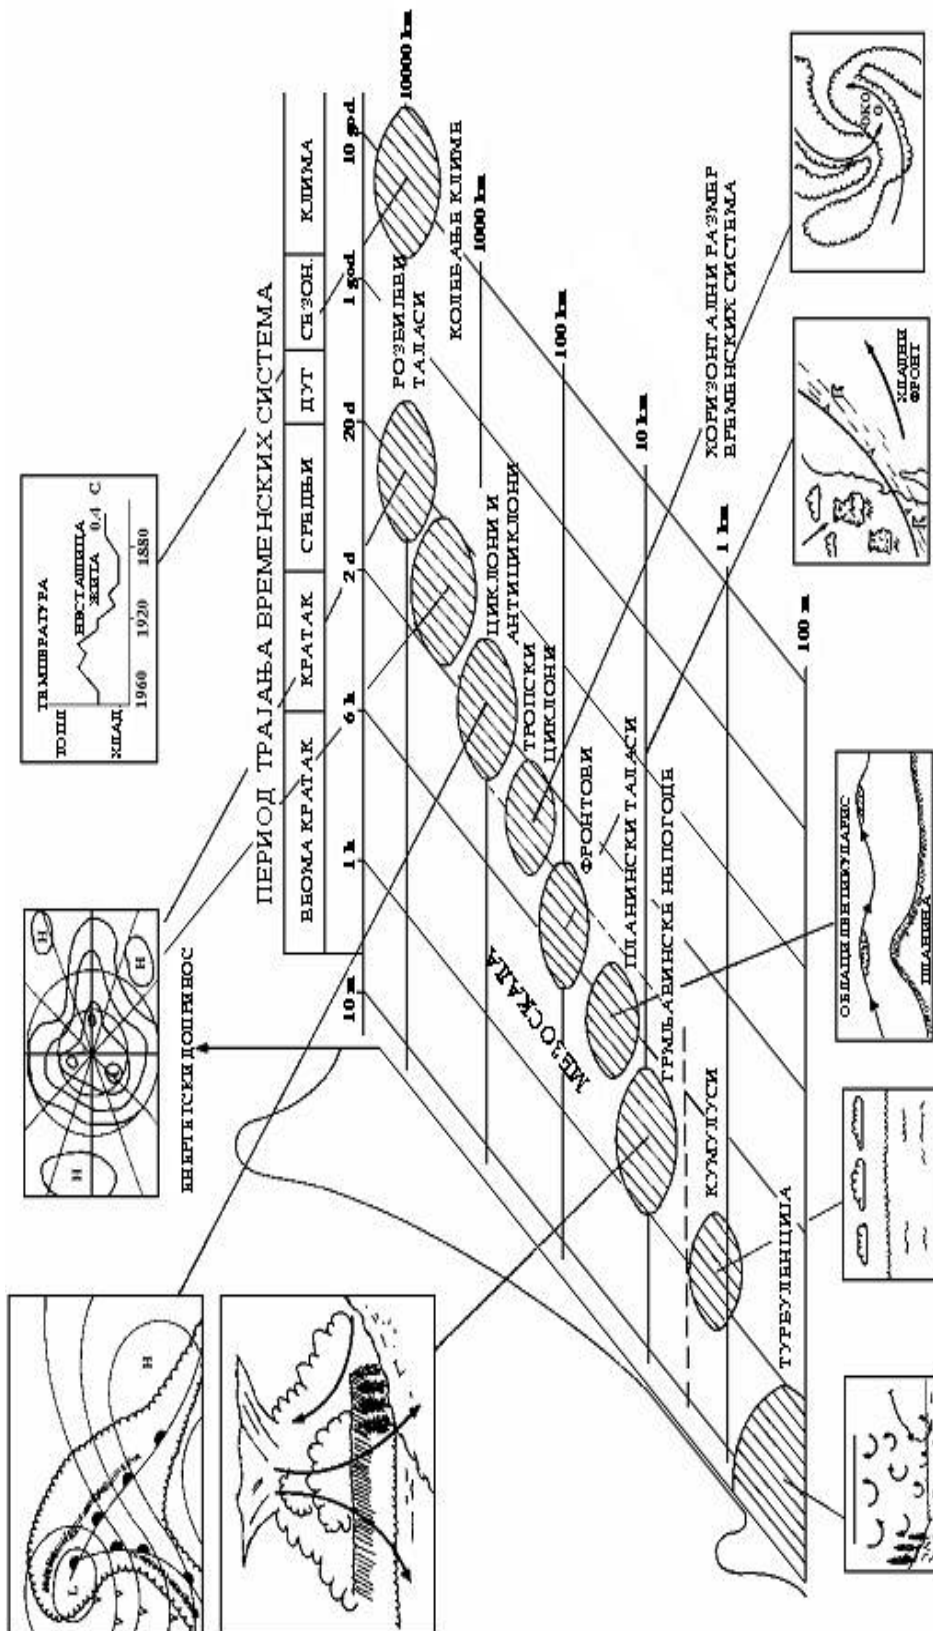 ПЕРИОД ТРАЈАЊА ВРЕМЕНСКИХ СИСТЕМА
ВЕОМА КРАТАК
КРАТАК
СРЕДЊИ
ДУГ
СЕЗОН.
КЛИМА
10 m
1 h
6 h
2 d
20 d
1 god.
10 god.
10000 km
1000 km
100 km
10 km
1 km
100 m
КОЛЕБАЊЕ КЛИМЕ
РОЗБИЈЕВИ
ТАЛАСИ
ЦИКЛОНИ И
АНТИЦИКЛОНИ
ТРОПСКИ
ЦИКЛОНИ
ФРОНТОВИ
ПЛАНИНСКИ ТАЛАСИ
ГРМЉАВИНСКЕ НЕПОГОДЕ
КУМУЛУСИ
ТУРБУЛЕНЦИЈА
МЕЗОСКАЛА
ХОРИЗОНТАЛНИ РАЗМЕР
ВРЕМЕНСКИХ СИСТЕМА
ЕНЕРГЕТСКИ ДОПРИНОС
ТЕМПЕРАТУРА
ТОПЛ
НЕСТАШИЦА
ЖИТА
0.4 C
ХЛАД.
1960
1920
1880
H
H
H
L
H
ОКО
О
ХЛАДНИ
ФРОНТ
ОБЛАЦИ ЛЕНТИКУЛАРИС
ПЛАНИНА